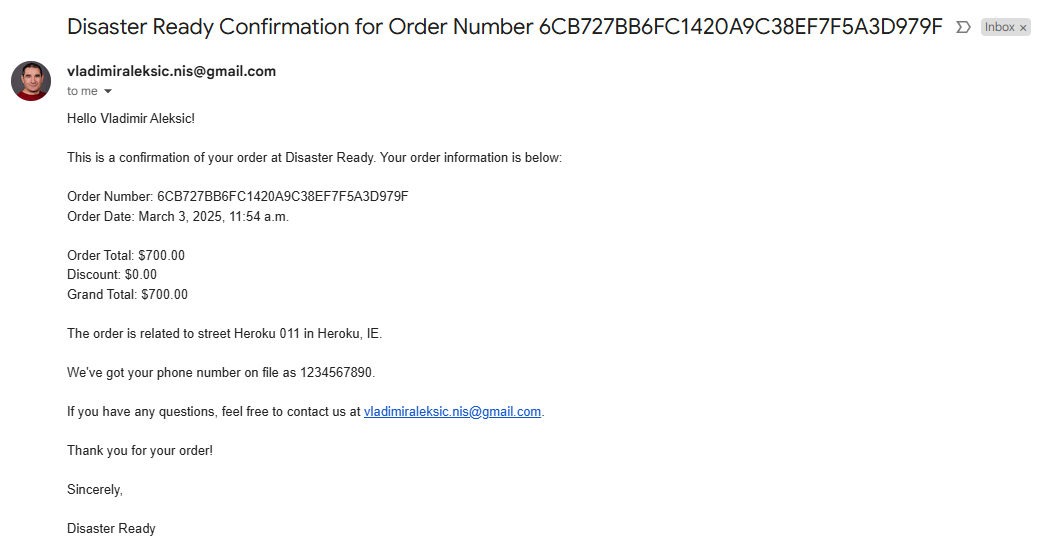 Disaster Ready Confirmation for Order Number 6CB727BB6FC1420A9C38EF7F5A3D979F Inbox ×
vladimiraleksic.nis@gmail.com
to me
Hello Vladimir Aleksic!
This is a confirmation of your order at Disaster Ready. Your order information is below:
Order Number: 6CB727BB6FC1420A9C38EF7F5A3D979F
Order Date: March 3, 2025, 11:54 a.m.
Order Total: $700.00
Discount: $0.00
Grand Total: $700.00
The order is related to street Heroku 011 in Heroku, IE.
We've got your phone number on file as 1234567890.
If you have any questions, feel free to contact us at vladimiraleksic.nis@gmail.com.
Thank you for your order!
Sincerely,
Disaster Ready